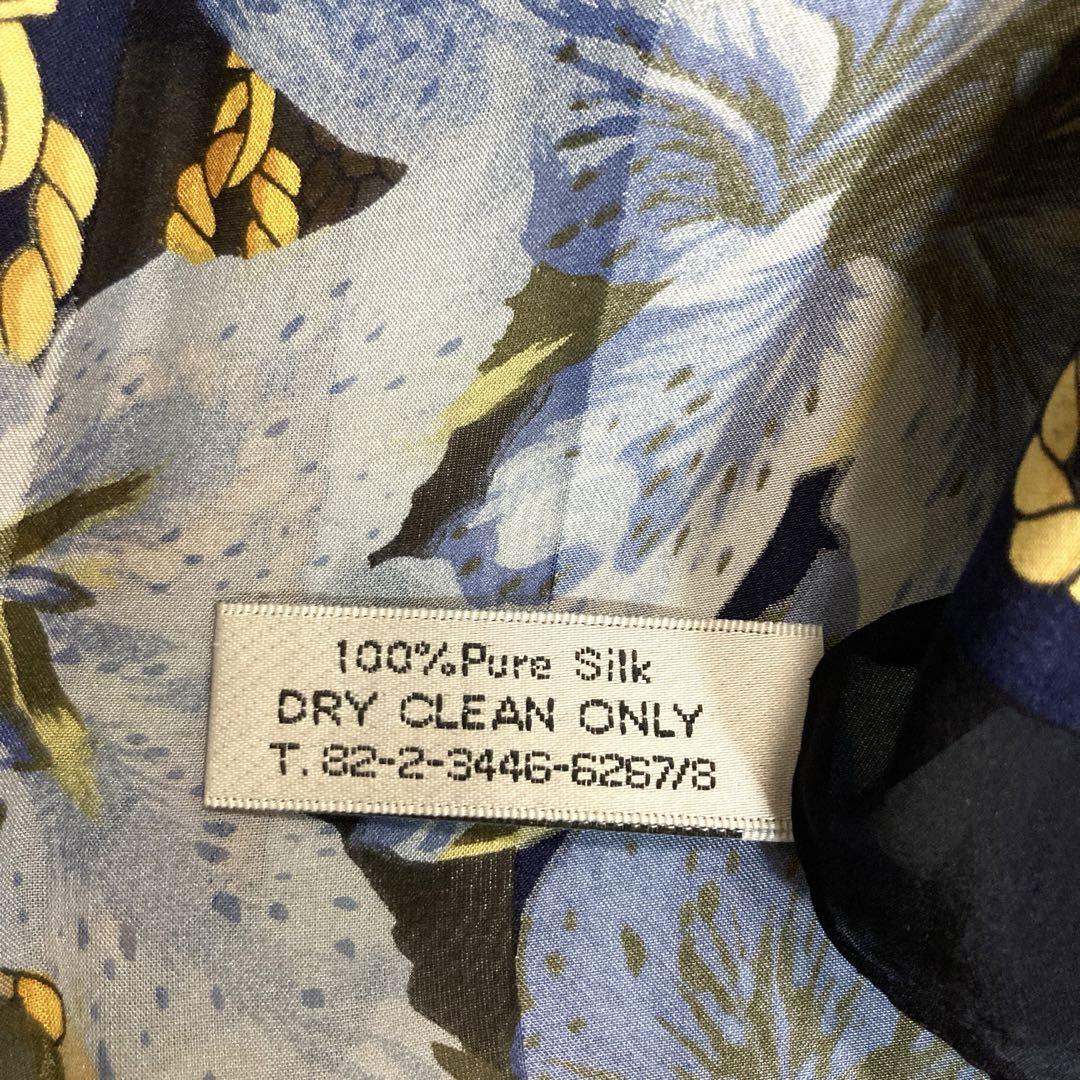 100%Pure Silk
DRY CLEAN ONLY
T. 82-2-3446-6267/8